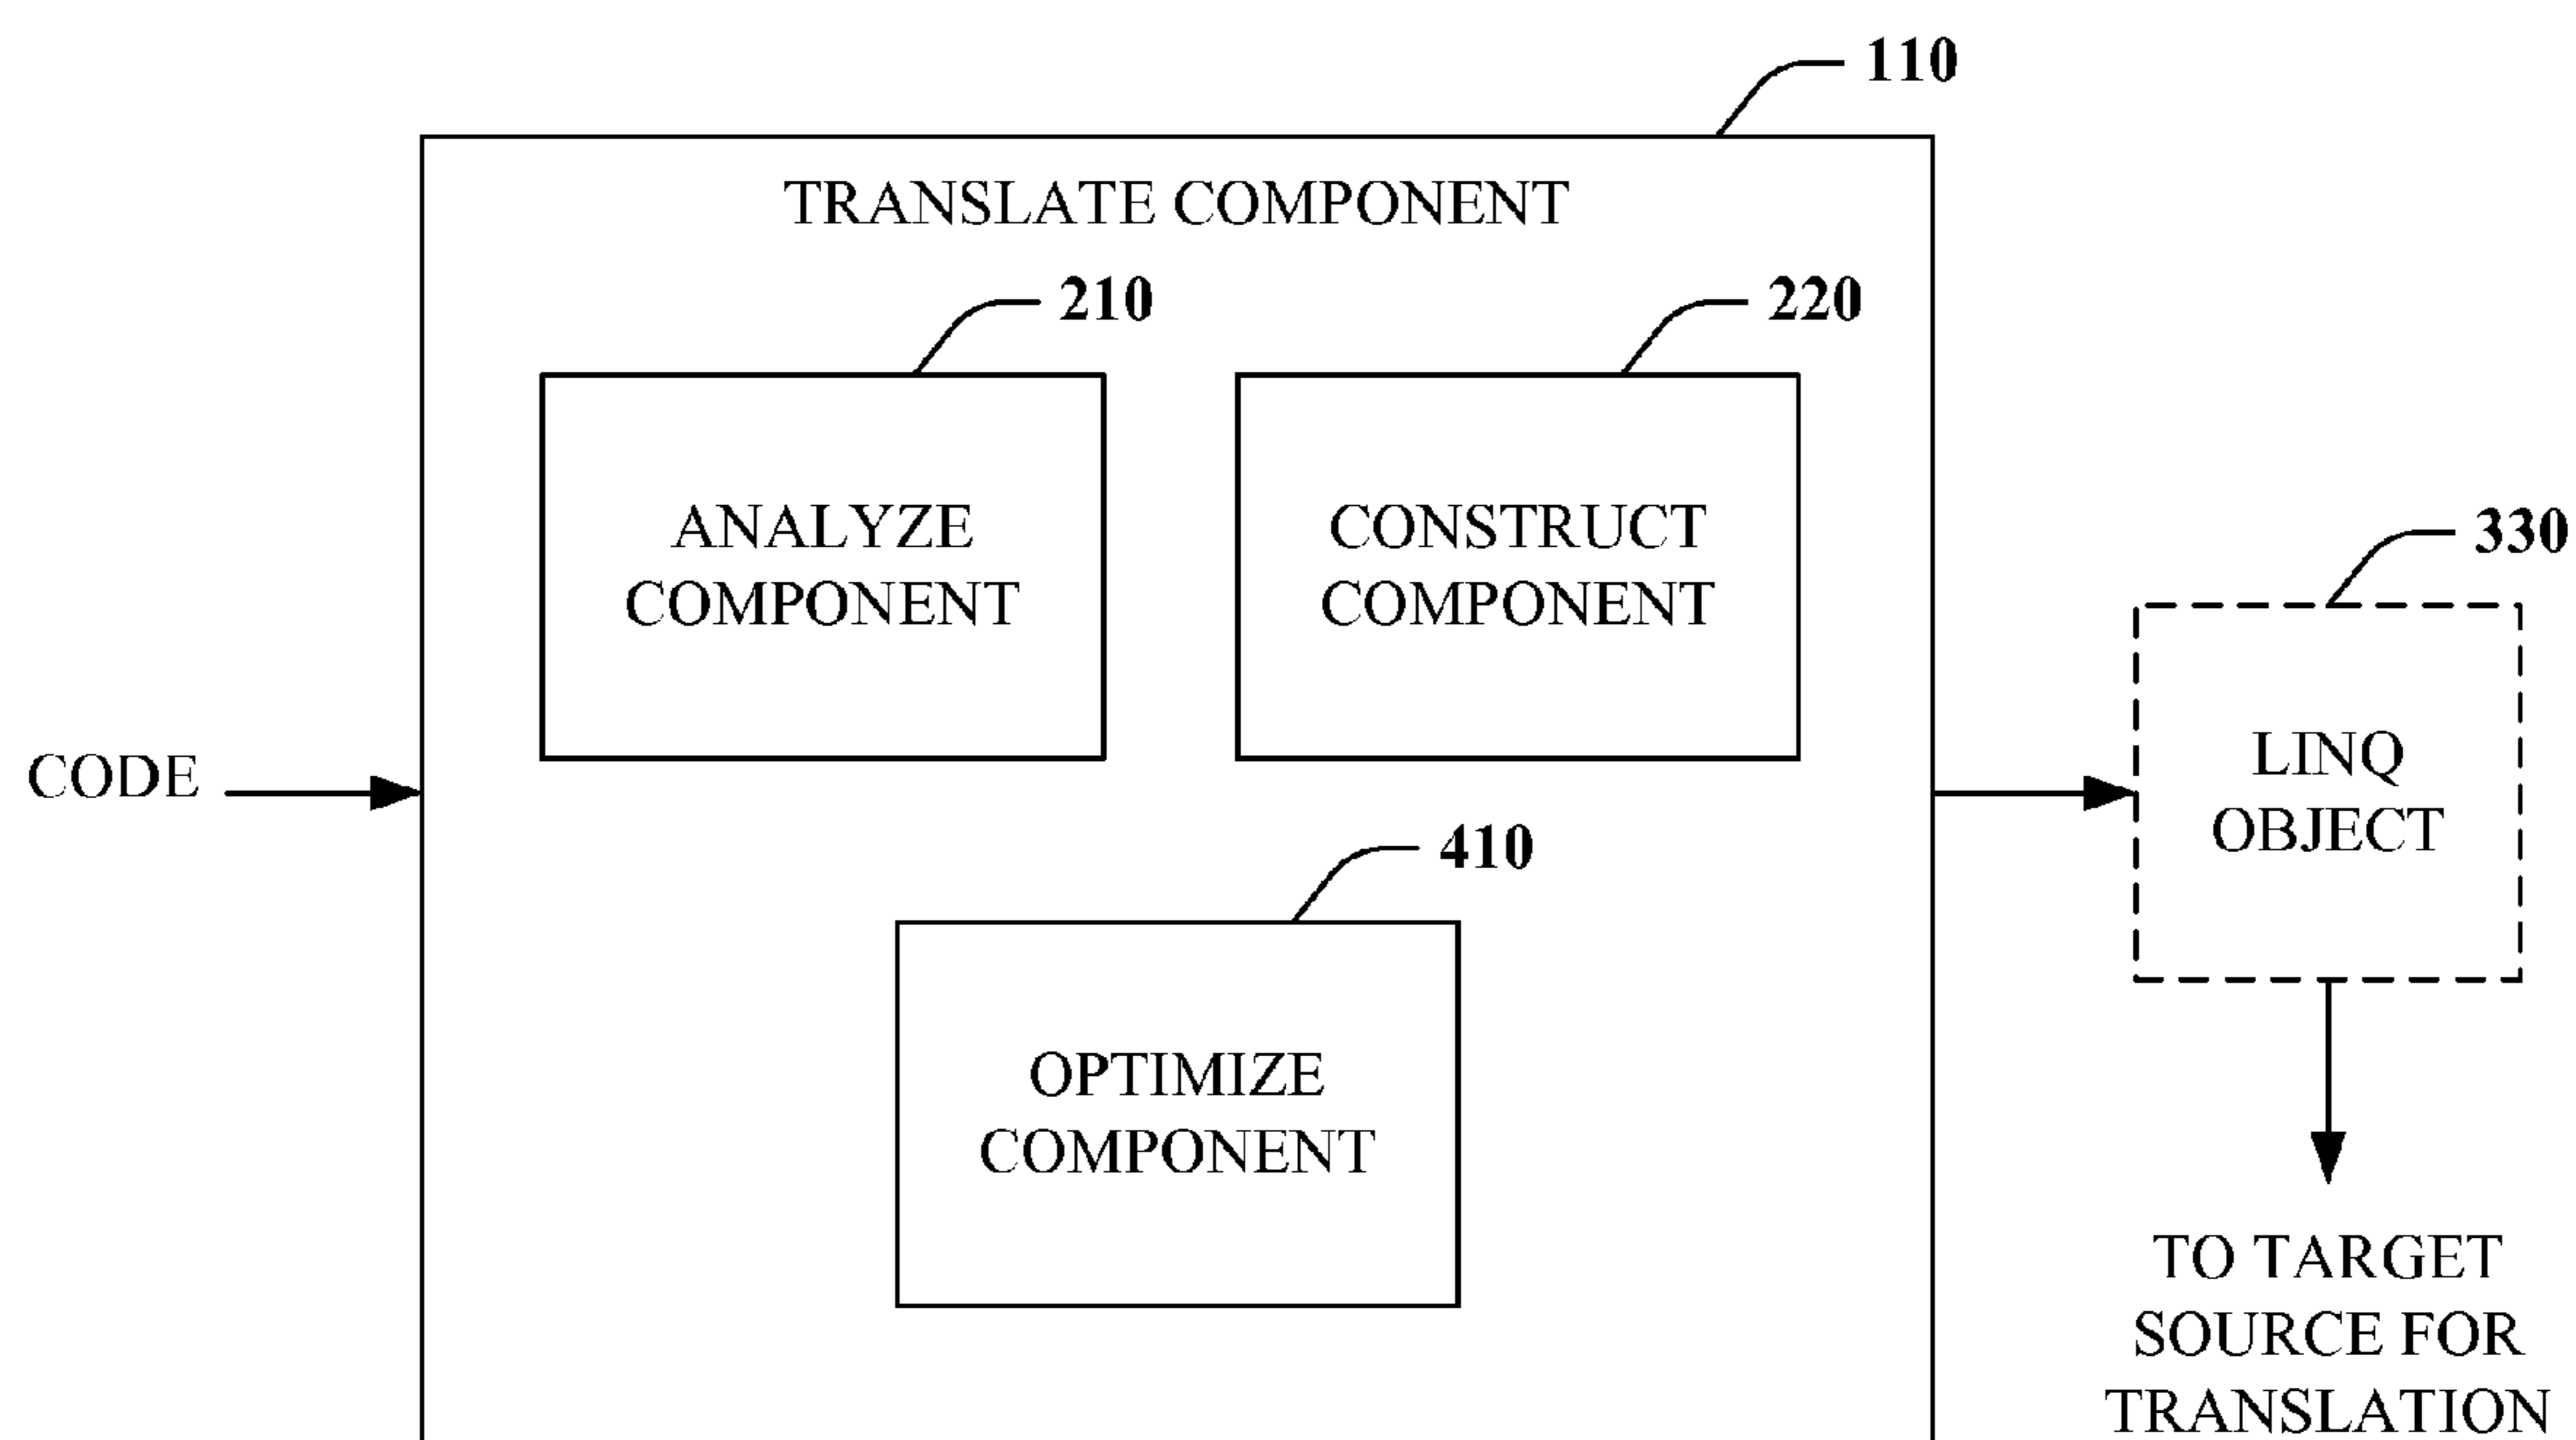 110
TRANSLATE COMPONENT
210
220
ANALYZE
COMPONENT
CONSTRUCT
COMPONENT
330
CODE
LINQ
OBJECT
410
OPTIMIZE
COMPONENT
TO TARGET
SOURCE FOR
TRANSLATION